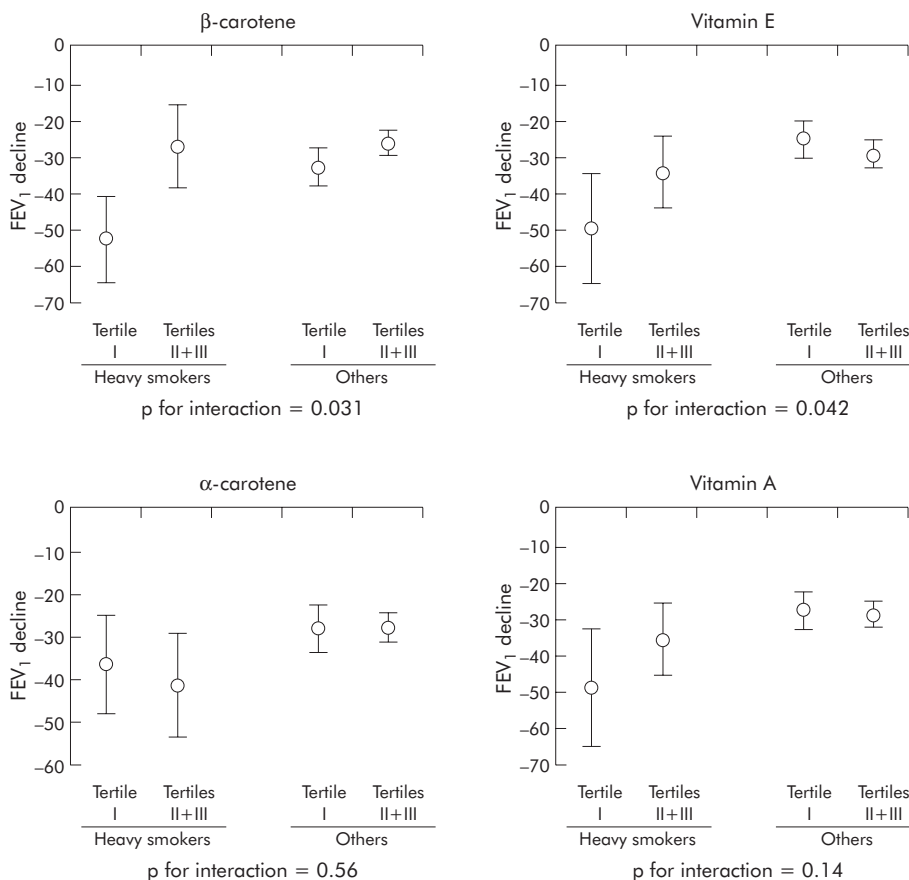 β-carotene
0
−10
−20
−30
−40
−50
−60
−70
FEV1 decline
Tertile Tertiles Tertile Tertiles
I II+III I II+III
Heavy smokers Others
p for interaction = 0.031
Vitamin E
0
−10
−20
−30
−40
−50
−60
−70
FEV1 decline
Tertile Tertiles Tertile Tertiles
I II+III I II+III
Heavy smokers Others
p for interaction = 0.042
α-carotene
0
−10
−20
−30
−40
−50
−60
FEV1 decline
Tertile Tertiles Tertile Tertiles
I II+III I II+III
Heavy smokers Others
p for interaction = 0.56
Vitamin A
0
−10
−20
−30
−40
−50
−60
−70
FEV1 decline
Tertile Tertiles Tertile Tertiles
I II+III I II+III
Heavy smokers Others
p for interaction = 0.14